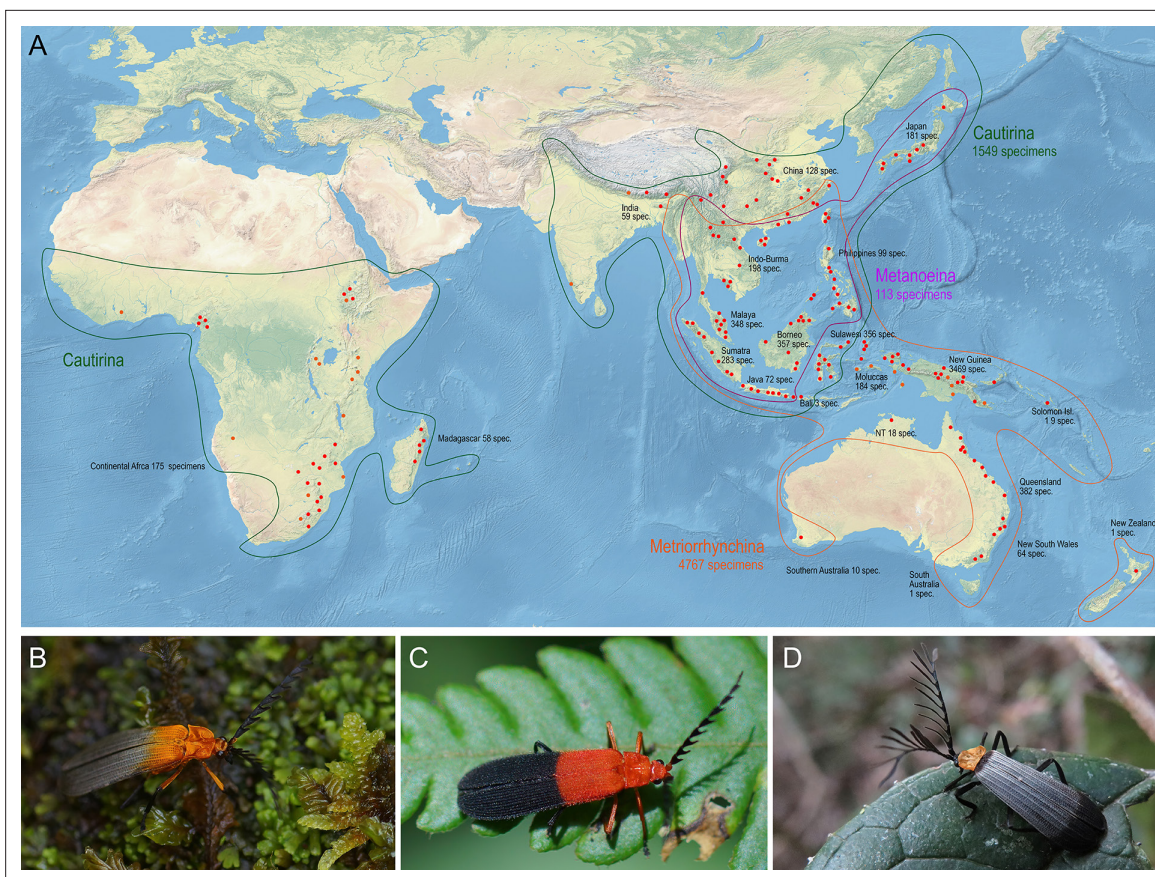 A
Japan
181 spec.
Cautirina
1549 specimens
China 128 spec.
India
59 spec.
Indo-Burma
198 spec.
Philippines 99 spec.
Metanoeina
113 specimens
Malaya
348 spec.
Borneo
357 spec.
Sulawesi 356 spec.
Cautirina
Sumatra
283 spec.
New Guinea
3469 spec.
Java 72 spec.
Moluccas
184 spec.
Bali 3 spec.
Solomon Isl.
1 9 spec.
NT 18 spec.
Madagascar 58 spec.
Continental Afrca 175 specimens
Queensland
382 spec.
New Zealand
1 spec.
Metriorrhynchina
4767 specimens
New South Wales
64 spec.
Southern Australia 10 spec.
South
Australia
1 spec.
B
C
D